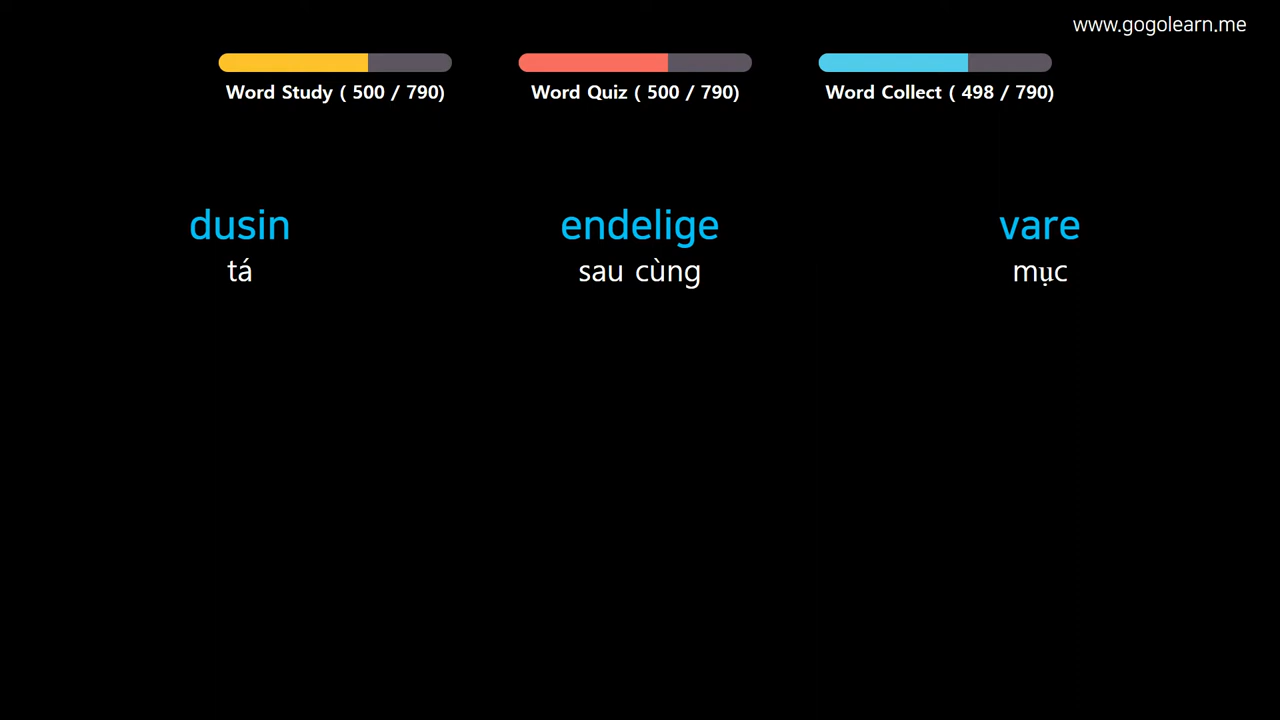 www.gogolearn.me
Word Study ( 500 / 790)
Word Quiz ( 500 / 790)
Word Collect ( 498 / 790)
dusin
tá
endelige
sau cùng
vare
mục